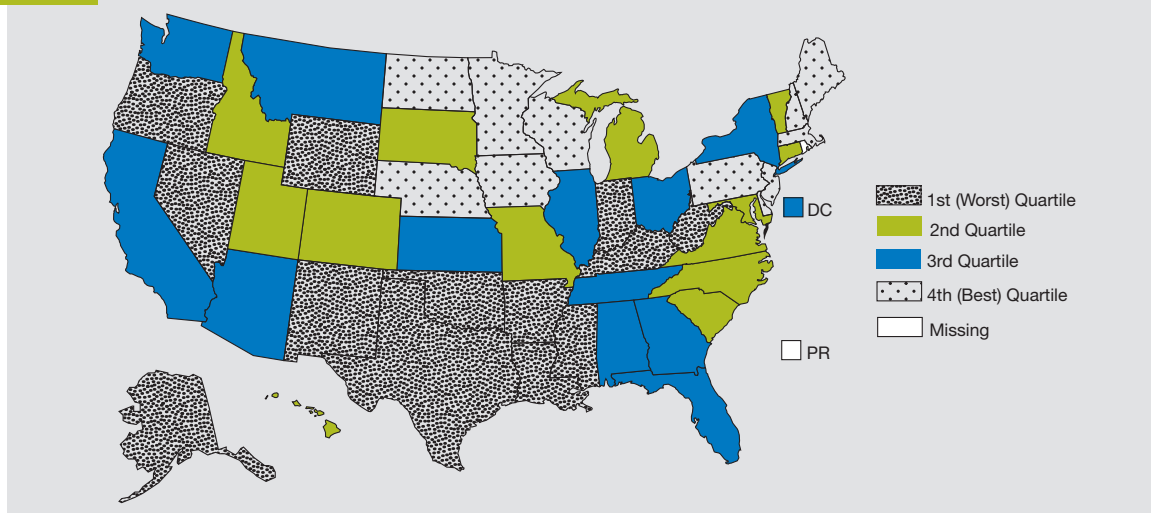 DC
PR
1st (Worst) Quartile
2nd Quartile
3rd Quartile
4th (Best) Quartile
Missing